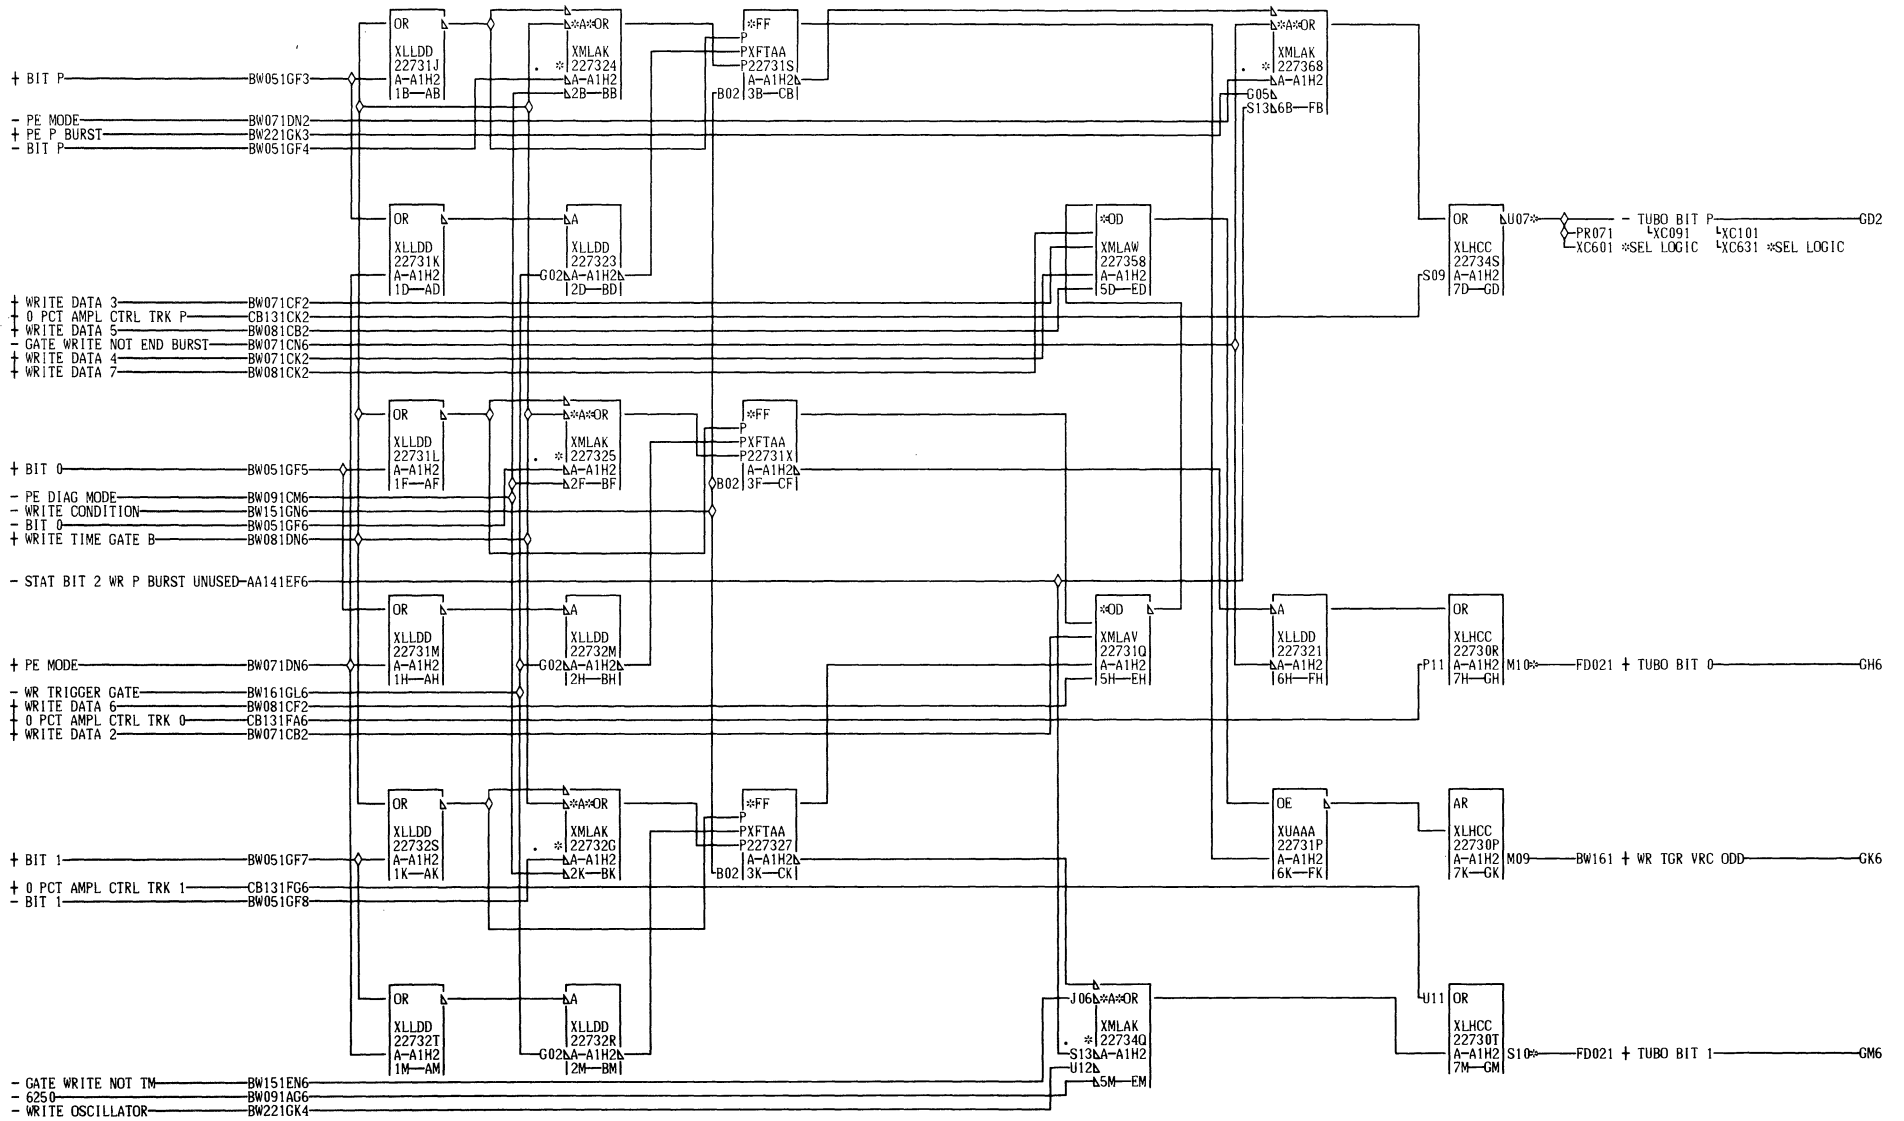 OR *A*OR *FF *A*OR
P
XLLDD XMLAK PXFTAA XMLAK
22731J * 227324 P22731S * 227368
+ BIT P BW051GF3 A-A1H2 A-A1H2 A-A1H2 A-A1H2
1B-AB 2B-BB B02 3B-CB G05
S13 6B-FB
- PE MODE BW071DN2
+ PE P BURST BW221GK3
- BIT P BW051GF4
OR A *OD OR U07* - TUBO BIT P GD2
PR071 XC091 XC101
XLLDD XLLDD XMLAW XLHCC XC601 *SEL LOGIC XC631 *SEL LOGIC
22731K 227323 227358 22734S
A-A1H2 G02 A-A1H2 A-A1H2 S09 A-A1H2
1D-AD 2D-BD 5D-ED 7D-GD
+ WRITE DATA 3 BW071CF2
+ 0 PCT AMPL CTRL TRK P CB131CK2
+ WRITE DATA 5 BW081CB2
- GATE WRITE NOT END BURST BW071CN6
+ WRITE DATA 4 BW071CK2
+ WRITE DATA 7 BW081CK2
OR *A*OR *FF
P
XLLDD XMLAK PXFTAA
22731L * 227325 P22731X
+ BIT 0 BW051GF5 A-A1H2 A-A1H2 A-A1H2
1F-AF 2F-BF B02 3F-CF
- PE DIAG MODE BW091CM6
- WRITE CONDITION BW151GN6
- BIT 0 BW051GF6
+ WRITE TIME GATE B BW081DN6
- STAT BIT 2 WR P BURST UNUSED AA141EF6
OR A *OD A OR
XLLDD XLLDD XMLAV XLLDD XLHCC
22731M 22732M 22731Q 227321 22730R
+ PE MODE BW071DN6 A-A1H2 G02 A-A1H2 A-A1H2 A-A1H2 P11 A-A1H2 M10* FD021 + TUBO BIT 0 GH6
1H-AH 2H-BH 5H-EH 6H-FH 7H-GH
- WR TRIGGER GATE BW161GL6
+ WRITE DATA 6 BW081CF2
+ 0 PCT AMPL CTRL TRK 0 CB131FA6
+ WRITE DATA 2 BW071CB2
OR *A*OR *FF OE AR
P
XLLDD XMLAK PXFTAA XUAAA XLHCC
22732S * 22732G P227327 22731P 22730P
+ BIT 1 BW051GF7 A-A1H2 A-A1H2 A-A1H2 A-A1H2 A-A1H2 M09 BW161 + WR TGR VRC ODD GK6
1K-AK 2K-BK B02 3K-CK 6K-FK 7K-GK
+ 0 PCT AMPL CTRL TRK 1 CB131FG6
- BIT 1 BW051GF8
OR A J06 *A*OR U11 OR
XLLDD XLLDD XMLAK XLHCC
22732T 22732R * 22734Q 22730T
A-A1H2 G02 A-A1H2 S13 A-A1H2 A-A1H2 S10* FD021 + TUBO BIT 1 GM6
1M-AM 2M-BM U12 7M-GM
5M-EM
- GATE WRITE NOT TM BW151EN6
- 6250 BW091AG6
- WRITE OSCILLATOR BW221GK4